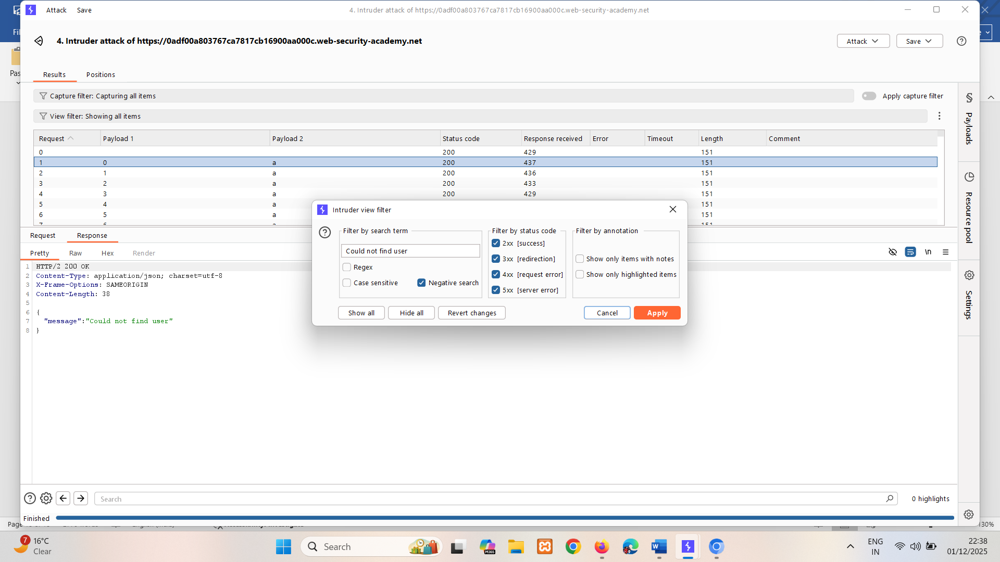 Attack Save 4. Intruder attack of https://0adf00a803767ca7817cb16900aa000c.web-security-academy.net
4. Intruder attack of https://0adf00a803767ca7817cb16900aa000c.web-security-academy.net Attack Save
Pas
Results Positions
Capture filter: Capturing all items Apply capture filter
View filter: Showing all items
Request Payload 1 Payload 2 Status code Response received Error Timeout Length Comment
0 200 429 151
1 0 a 200 437 151
2 1 a 200 436 151
3 2 a 200 433 151
4 3 a 200 429 151
5 4 a 151
6 5 a 151
7 6 a 151
Payloads
Resource pool
Settings
Intruder view filter
Filter by search term Filter by status code Filter by annotation
Could not find user
Regex
Case sensitive Negative search
2xx [success]
3xx [redirection]
4xx [request error]
5xx [server error]
Show only items with notes
Show only highlighted items
Show all Hide all Revert changes Cancel Apply
Request Response
Pretty Raw Hex Render \n
1 HTTP/2 200 OK
2 Content-Type: application/json; charset=utf-8
3 X-Frame-Options: SAMEORIGIN
4 Content-Length: 38
5
6 {
7 "message":"Could not find user"
8 }
Search 0 highlights
Finished
130%
7 16°C
Clear
Search
M365
ENG
IN
22:38
01/12/2025